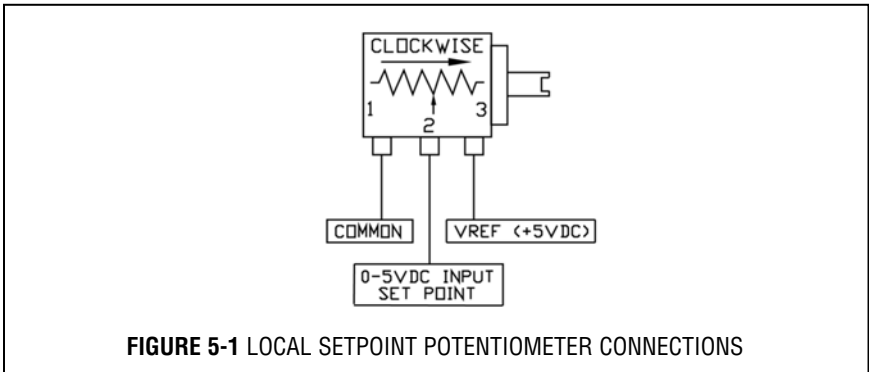 CLOCKWISE
1
2
3
COMMON
VREF (+5VDC)
0-5VDC INPUT
SET POINT
FIGURE 5-1 LOCAL SETPOINT POTENTIOMETER CONNECTIONS